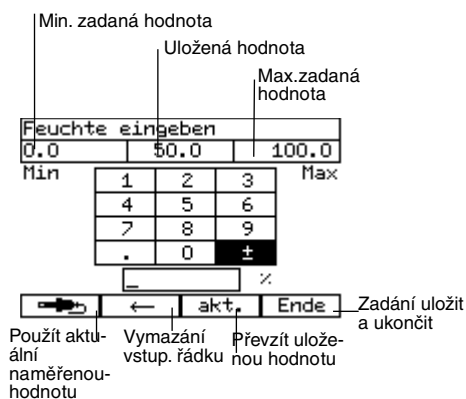 Min. zadaná hodnota
Uložená hodnota
Max.zadaná
hodnota
Feuchte eingeben
0.0 50.0 100.0
Min Max
1 2 3
4 5 6
7 8 9
. 0 ±
_ %
← akt. Ende
Zadání uložit
a ukončit
Použít aktu-
ální
naměřenou-
hodnotu
Vymazání
vstup. řádku
Převzít ulože-
nou hodnotu